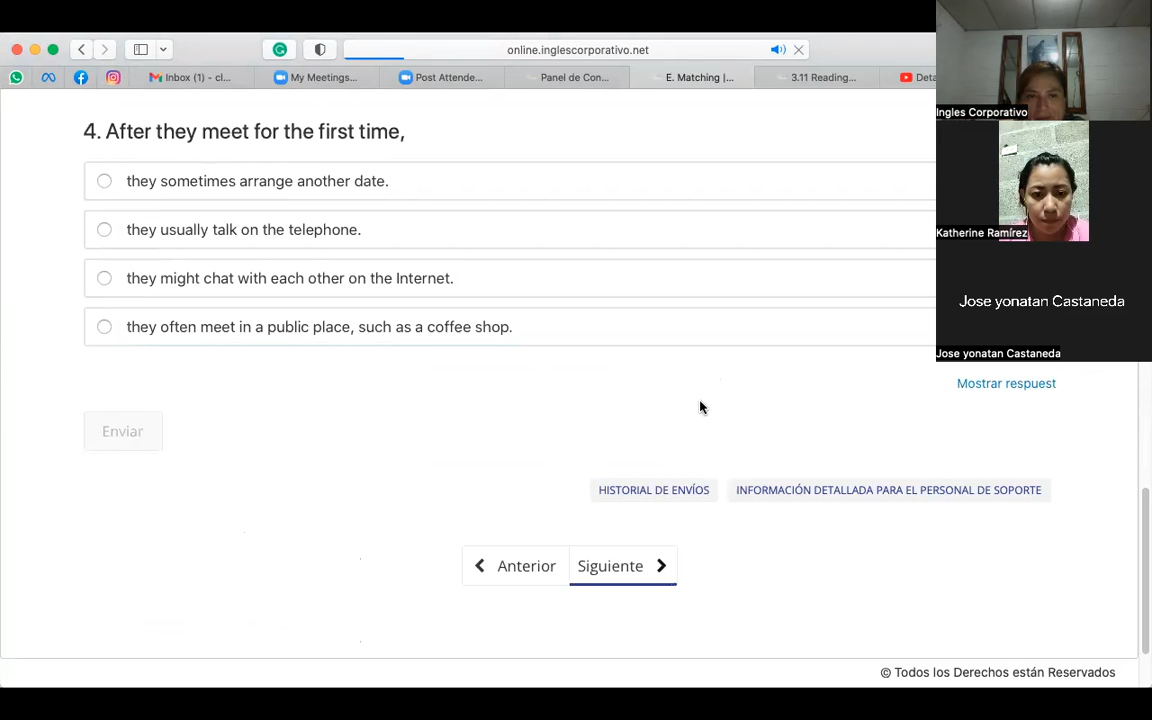 online.inglescorporativo.net
Inbox (1) – cl...
My Meetings...
Post Attende...
Panel de Con...
E. Matching |...
3.11 Reading...
Deta
4. After they meet for the first time,
they sometimes arrange another date.
they usually talk on the telephone.
they might chat with each other on the Internet.
they often meet in a public place, such as a coffee shop.
Mostrar respuest
Enviar
HISTORIAL DE ENVÍOS
INFORMACIÓN DETALLADA PARA EL PERSONAL DE SOPORTE
Anterior
Siguiente
© Todos los Derechos están Reservados
Ingles Corporativo
Katherine Ramírez
Jose yonatan Castaneda
Jose yonatan Castaneda